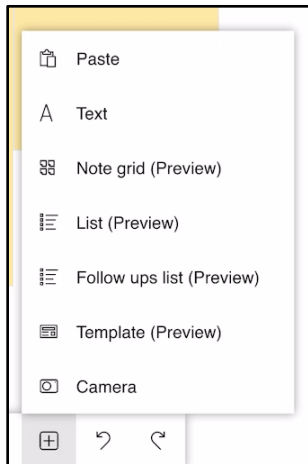 Paste
Text
Note grid (Preview)
List (Preview)
Follow ups list (Preview)
Template (Preview)
Camera